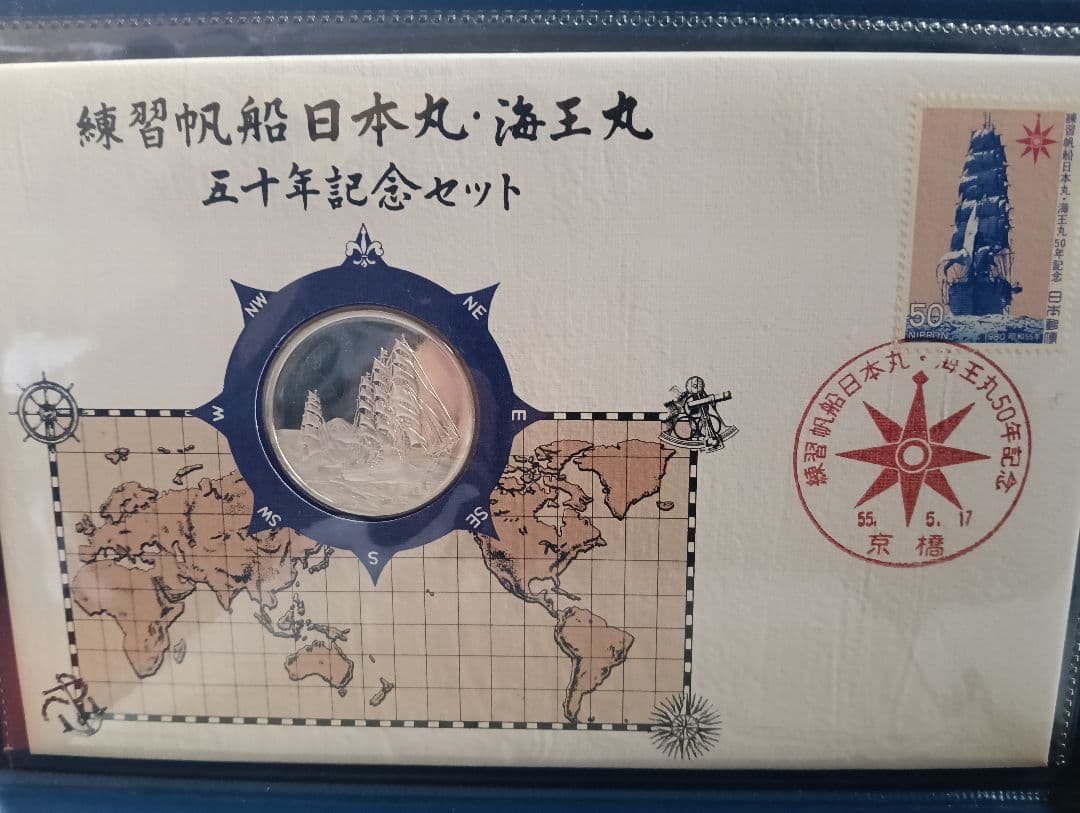 練習帆船日本丸・海王丸
五十年記念セット
練習帆船日本丸・海王丸50年記念
日本郵便
50
NIPPON
1980 昭和55年
NW
NE
W
E
SW
SE
S
練習帆船日本丸・海王丸50年記念
55. 5. 17
京橋